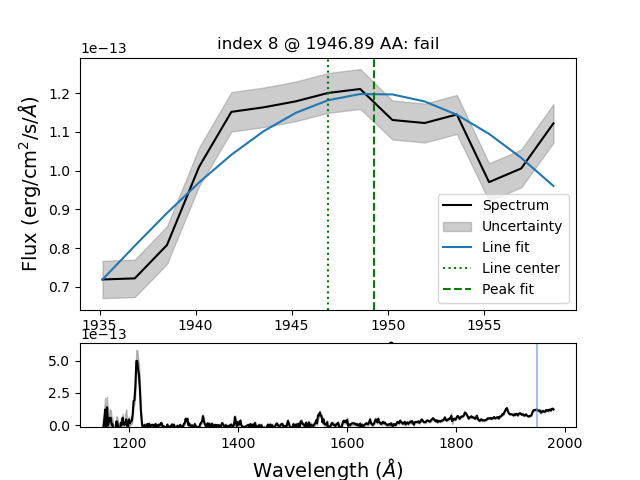 index 8 @ 1946.89 AA: fail
1e−13
Flux (erg/cm²/s/Å)
1.2
1.1
1.0
0.9
0.8
0.7
Spectrum
Uncertainty
Line fit
Line center
Peak fit
1935 1940 1945 1950 1955
1e−13
5.0
2.5
0.0
1200 1400 1600 1800 2000
Wavelength (Å)